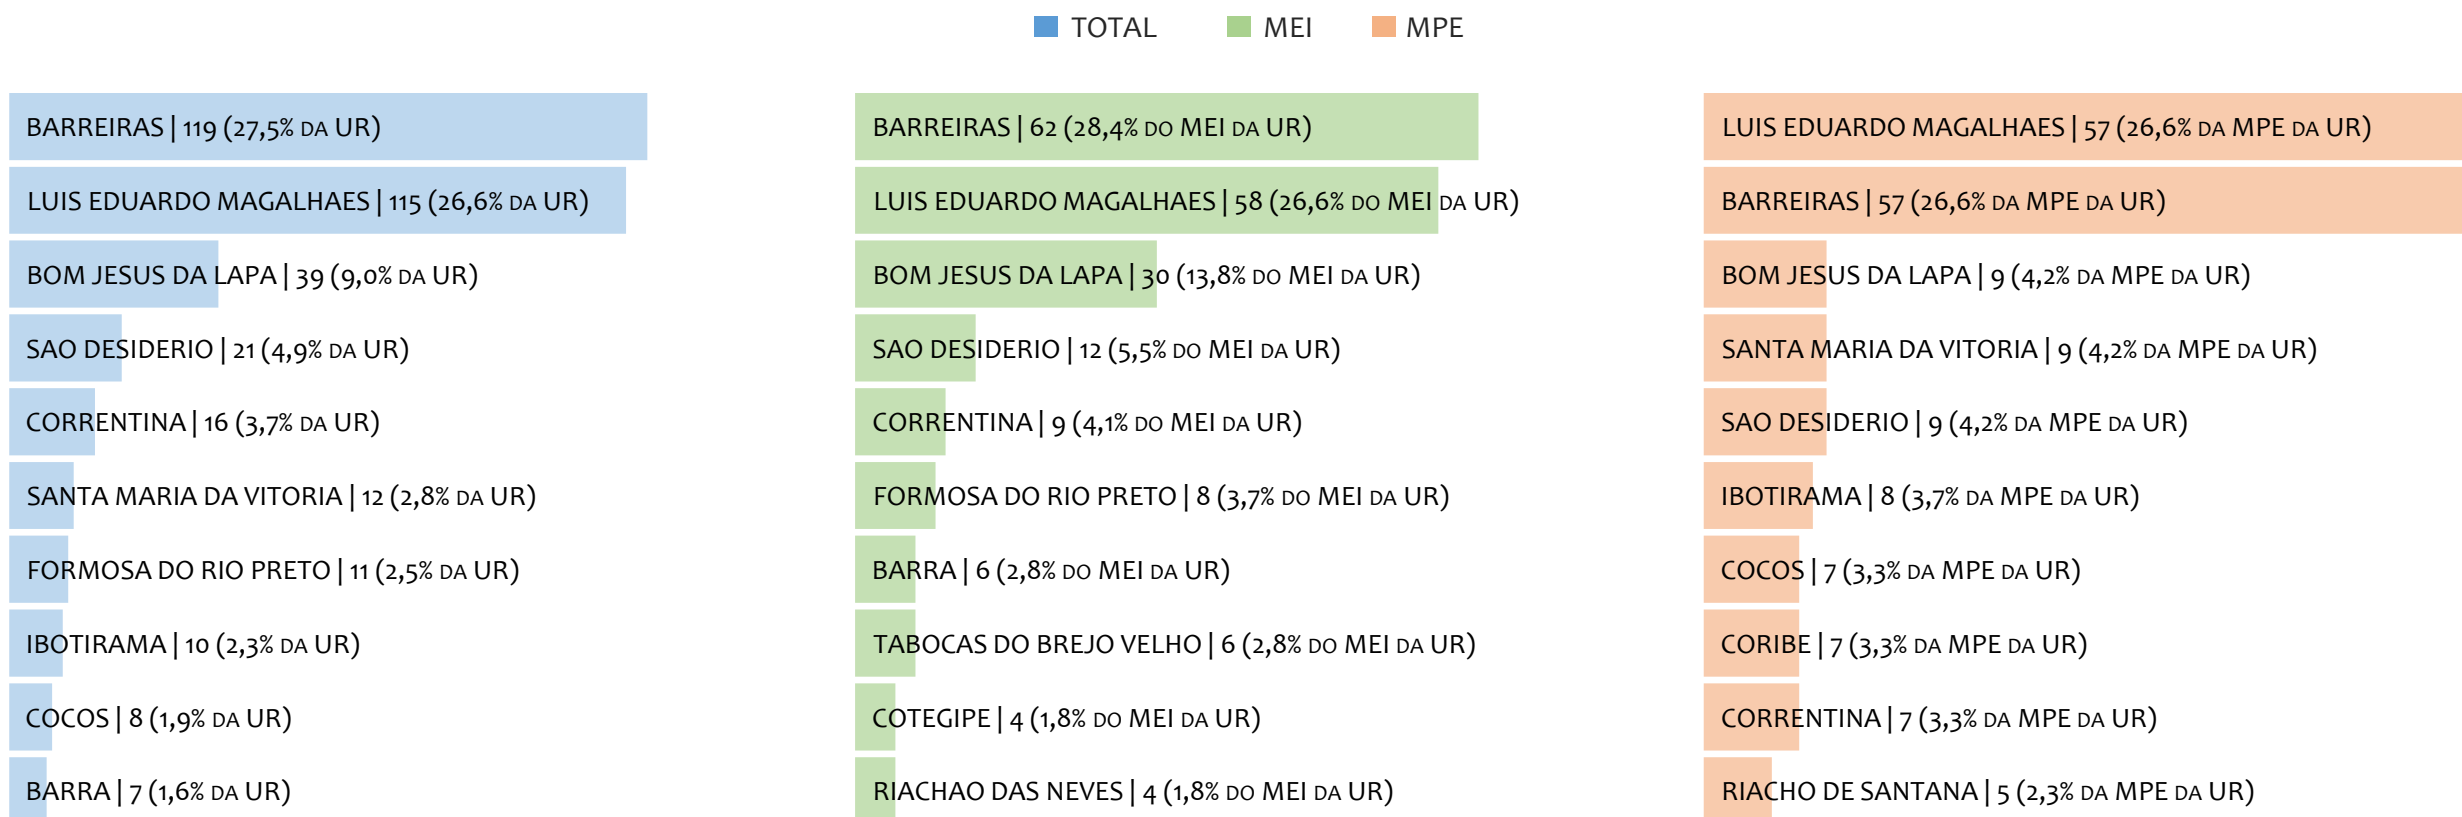 TOTAL MEI MPE
BARREIRAS | 119 (27,5% DA UR)
LUIS EDUARDO MAGALHAES | 115 (26,6% DA UR)
BOM JESUS DA LAPA | 39 (9,0% DA UR)
SAO DESIDERIO | 21 (4,9% DA UR)
CORRENTINA | 16 (3,7% DA UR)
SANTA MARIA DA VITORIA | 12 (2,8% DA UR)
FORMOSA DO RIO PRETO | 11 (2,5% DA UR)
IBOTIRAMA | 10 (2,3% DA UR)
COCOS | 8 (1,9% DA UR)
BARRA | 7 (1,6% DA UR)
BARREIRAS | 62 (28,4% DO MEI DA UR)
LUIS EDUARDO MAGALHAES | 58 (26,6% DO MEI DA UR)
BOM JESUS DA LAPA | 30 (13,8% DO MEI DA UR)
SAO DESIDERIO | 12 (5,5% DO MEI DA UR)
CORRENTINA | 9 (4,1% DO MEI DA UR)
FORMOSA DO RIO PRETO | 8 (3,7% DO MEI DA UR)
BARRA | 6 (2,8% DO MEI DA UR)
TABOCAS DO BREJO VELHO | 6 (2,8% DO MEI DA UR)
COTEGIPE | 4 (1,8% DO MEI DA UR)
RIACHAO DAS NEVES | 4 (1,8% DO MEI DA UR)
LUIS EDUARDO MAGALHAES | 57 (26,6% DA MPE DA UR)
BARREIRAS | 57 (26,6% DA MPE DA UR)
BOM JESUS DA LAPA | 9 (4,2% DA MPE DA UR)
SANTA MARIA DA VITORIA | 9 (4,2% DA MPE DA UR)
SAO DESIDERIO | 9 (4,2% DA MPE DA UR)
IBOTIRAMA | 8 (3,7% DA MPE DA UR)
COCOS | 7 (3,3% DA MPE DA UR)
CORIBE | 7 (3,3% DA MPE DA UR)
CORRENTINA | 7 (3,3% DA MPE DA UR)
RIACHO DE SANTANA | 5 (2,3% DA MPE DA UR)